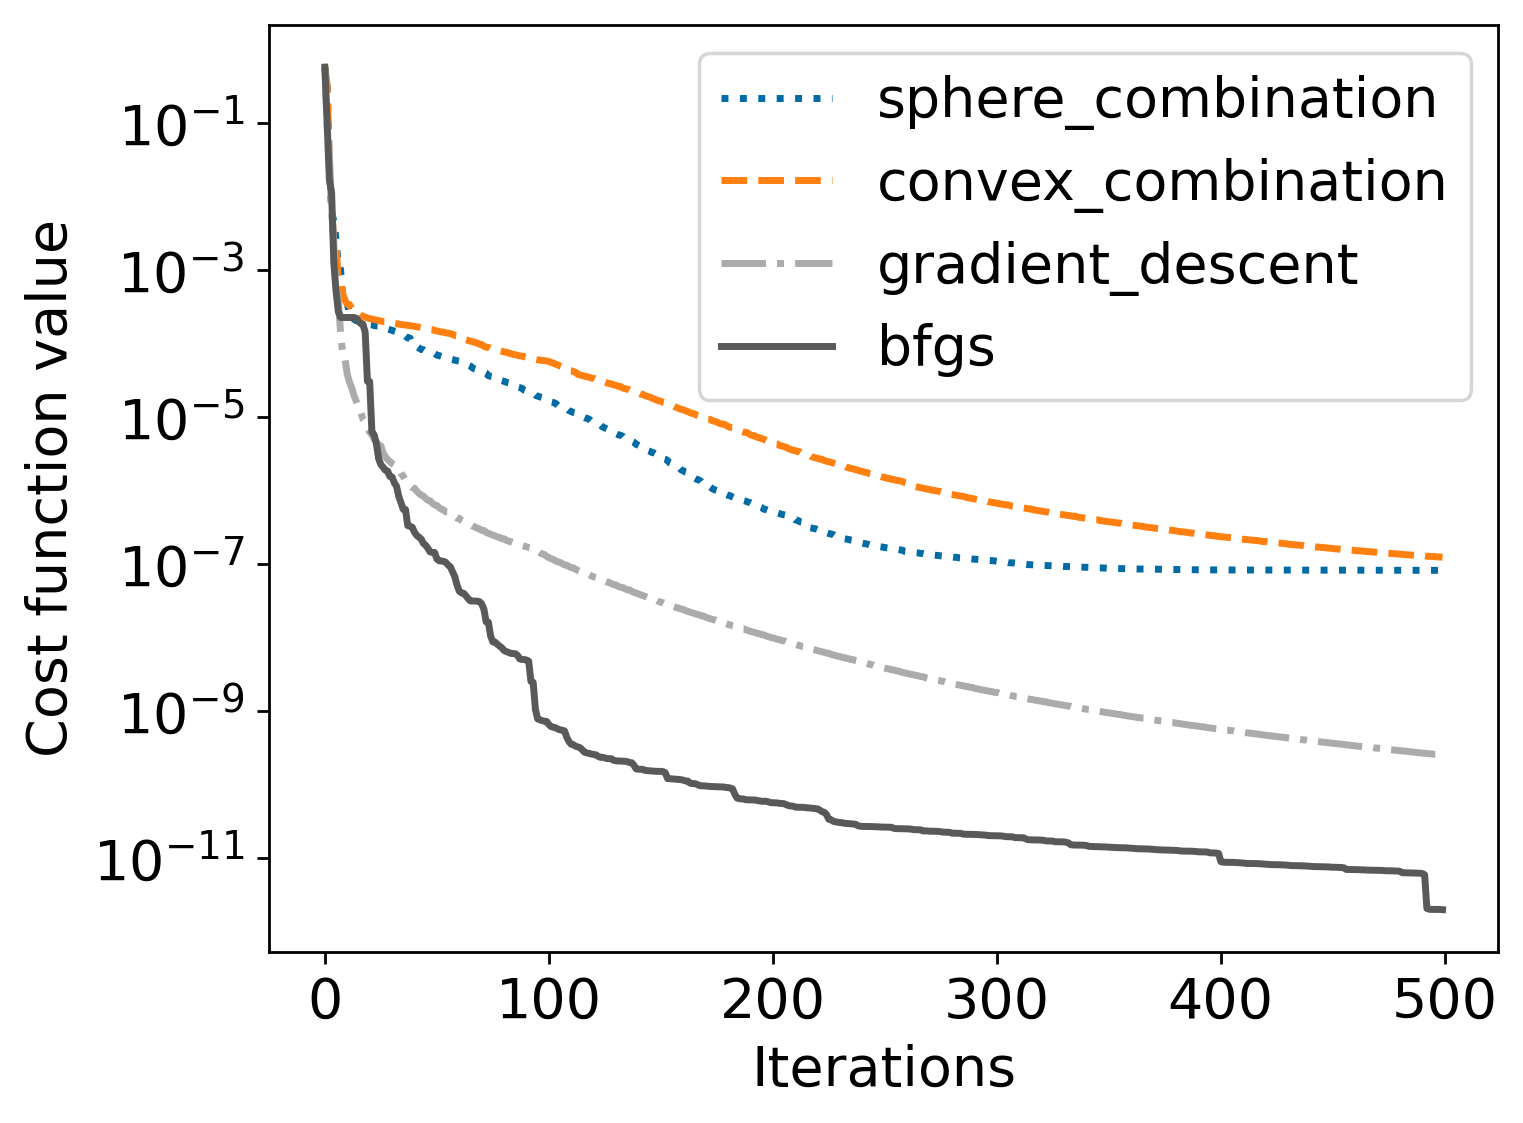 Cost function value
10⁻¹
10⁻³
10⁻⁵
10⁻⁷
10⁻⁹
10⁻¹¹
sphere_combination
convex_combination
gradient_descent
bfgs
0 100 200 300 400 500
Iterations